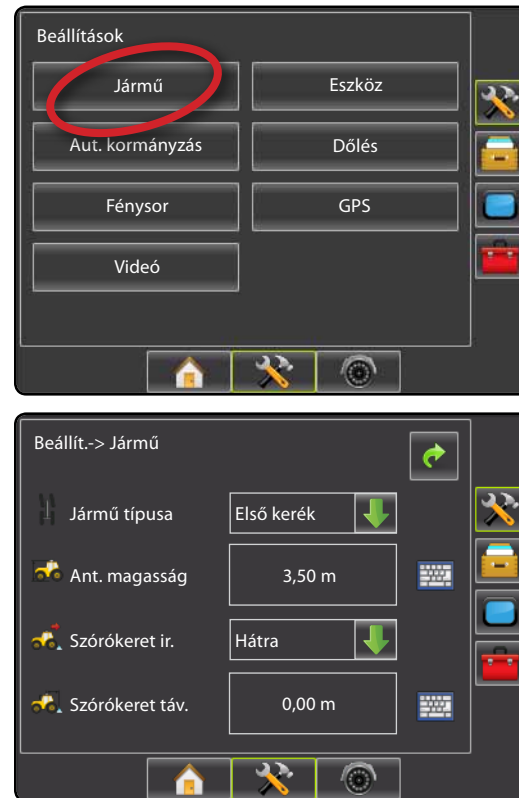 Beállítások
Jármű Eszköz
Aut. kormányzás Dőlés
Fénysor GPS
Videó
Beállít.-> Jármű
Jármű típusa Első kerék
Ant. magasság 3,50 m
Szórókeret ir. Hátra
Szórókeret táv. 0,00 m